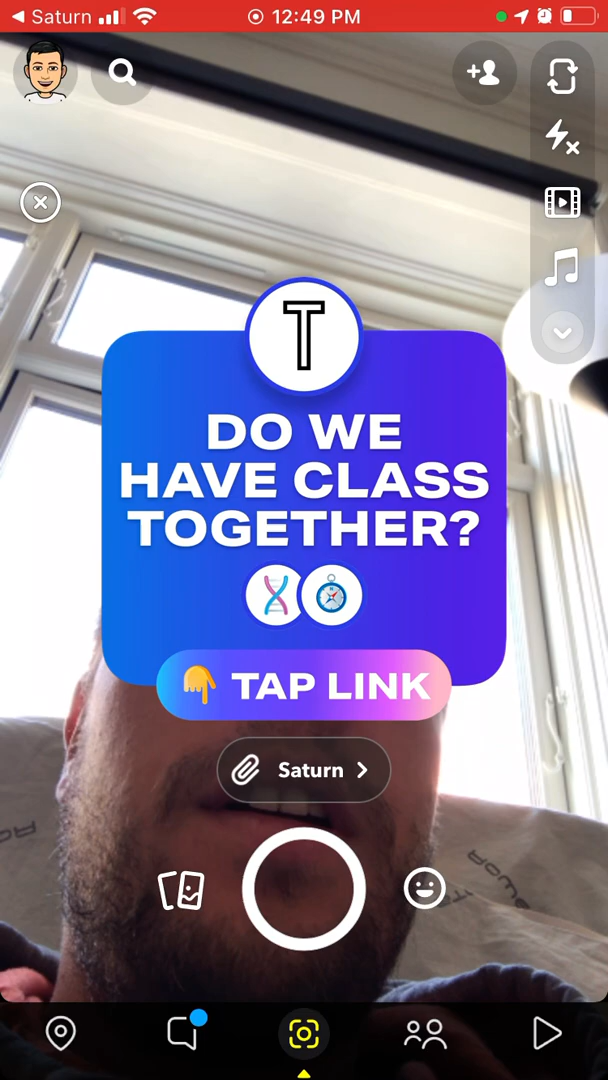 Saturn
12:49 PM
T
DO WE
HAVE CLASS
TOGETHER?
TAP LINK
Saturn